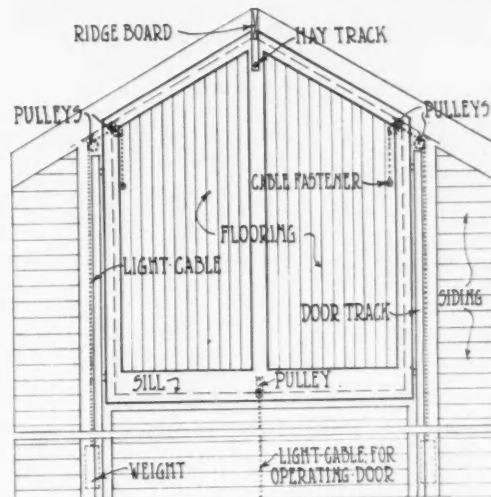 RIDGE BOARD
HAY TRACK
PULLEYS
PULLEYS
CABLE FASTENER
FLOORING
LIGHT CABLE
DOOR TRACK
SIDING
SILL
PULLEY
WEIGHT
LIGHT CABLE FOR
OPERATING DOOR